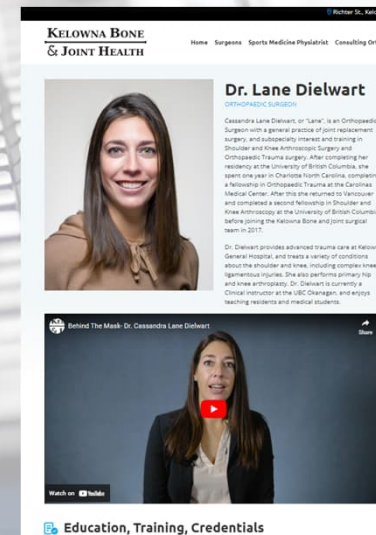 Richter St., Kelo
KELOWNA BONE
& JOINT HEALTH
Home Surgeons Sports Medicine Physiatrist Consulting Ort
Dr. Lane Dielwart
ORTHOPAEDIC SURGEON
Cassandra Lane Dielwart, or "Lane", is an Orthopaedic
Surgeon with a general practice of joint replacement
surgery, and subspecialty interest and training in
Shoulder and Knee Arthroscopic Surgery and
Orthopaedic Trauma surgery. After completing her
residency at the University of British Columbia, she
spent one year in Charlotte North Carolina, completin
a fellowship in Orthopaedic Trauma at the Carolinas
Medical Center. After this she returned to Vancouver
and completed a second fellowship in Shoulder and
Knee Arthroscopy at the University of British Columbi
before joining the Kelowna Bone and Joint surgical
team in 2017.
Dr. Dielwart provides advanced trauma care at Kelow
General Hospital, and treats a variety of conditions
about the shoulder and knee, including complex knee
ligamentous injuries. She also performs primary hip
and knee arthroplasty. Dr. Dielwart is currently a
Clinical instructor at the UBC Okanagan, and enjoys
teaching residents and medical students.
Behind The Mask- Dr. Cassandra Lane Dielwart
Share
Watch on YouTube
Education, Training, Credentials